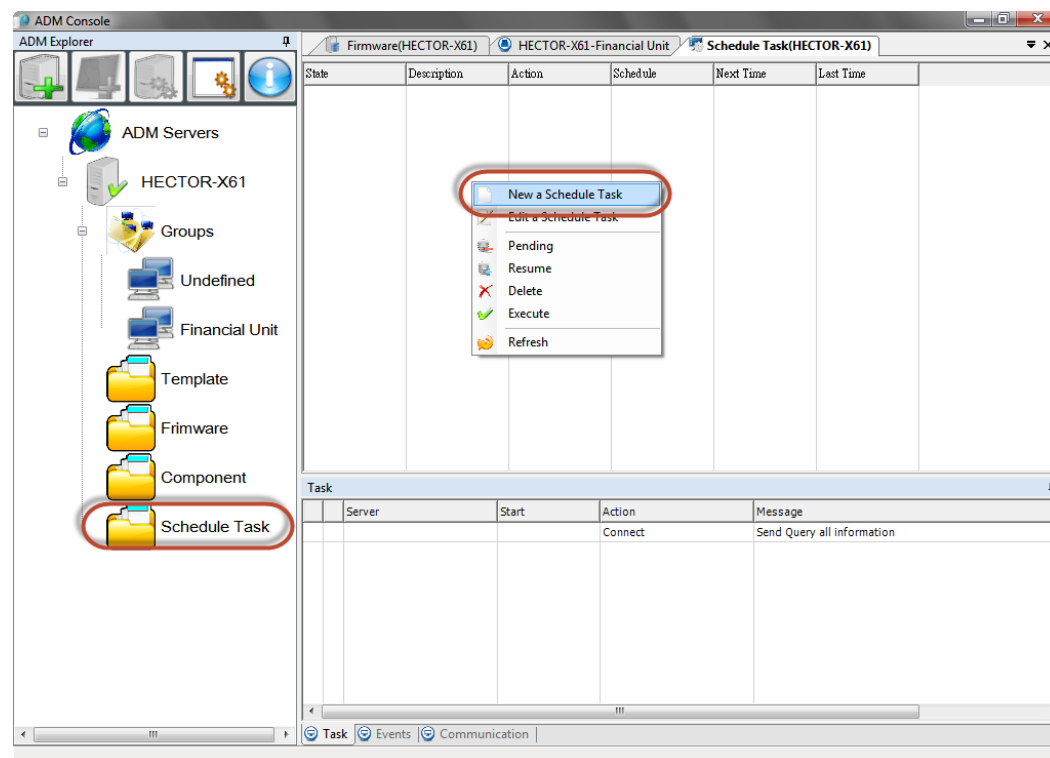 ADM Console
ADM Explorer
Firmware(HECTOR-X61) HECTOR-X61-Financial Unit Schedule Task(HECTOR-X61)
State Description Action Schedule Next Time Last Time
ADM Servers
HECTOR-X61
Groups
Undefined
Financial Unit
Template
Frimware
Component
Schedule Task
New a Schedule Task
Edit a Schedule Task
Pending
Resume
Delete
Execute
Refresh
Task
Server Start Action Message
Connect Send Query all information
Task Events Communication